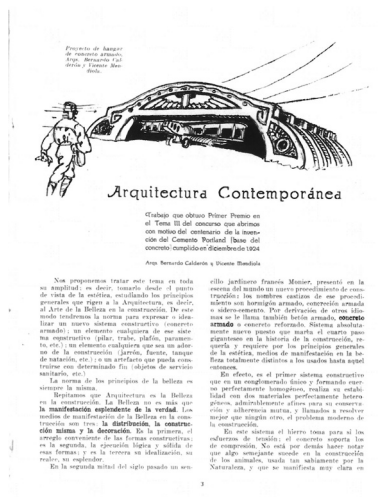 Proyecto de hangar
de concreto armado.
Arqs. Bernardo Cal-
derón y Vicente Men-
diola.
Arquitectura Contemporánea
(Trabajo que obtuvo Primer Premio en
el Tema III del concurso que abrimos
con motivo del centenario de la inven-
ción del Cemento Portland (base del
concreto) cumplido en diciembre de 1924
Arqs. Bernardo Calderón y Vicente Mendiola
Nos proponemos tratar este tema en toda
su amplitud; es decir, tomarlo desde el punto
de vista de la estética, estudiando los principios
generales que rigen a la Arquitectura, es decir,
al Arte de la Belleza en la construcción. De este
modo tendremos la norma para expresar o idea-
lizar un nuevo sistema constructivo (concreto
armado); un elemento cualquiera de ese siste-
ma constructivo (pilar, trabe, plafón, paramen-
to, etc.); un elemento cualquiera que sea un ador-
no de la construcción (jarrón, fuente, tanque
de natación, etc.) o un artefacto que pueda cons-
truirse con determinado fin (objetos de servicio
sanitario, etc.)
La norma de los principios de la belleza es
siempre la misma.
Repitamos que Arquitectura es la Belleza
en la construcción. La Belleza no es más que
la manifestación esplendente de la verdad. Los
medios de manifestación de la Belleza en la cons-
trucción son tres: la distribución, la construc-
ción misma y la decoración. Es la primera, el
arreglo conveniente de las formas constructivas;
es la segunda, la ejecución lógica y sólida de
esas formas; y es la tercera su idealización, su
realce, su esplendor.
En la segunda mitad del siglo pasado un sen-
cillo jardinero francés Monier, presentó en la
escena del mundo un nuevo procedimiento de cons-
trucción: los nombres castizos de ese procedi-
miento son hormigón armado, concreción armada
o sidero-cemento. Por derivación de otros idio-
mas se le llama también betón armado, concreto
armado o concreto reforzado. Sistema absoluta-
mente nuevo puesto que marca el cuarto paso
gigantesco en la historia de la construcción, re-
quería y requiere por los principios generales
de la estética, medios de manifestación en la be-
lleza totalmente distintos a los usados hasta aquel
entonces.
En efecto, es el primer sistema constructivo
que es un conglomerado único y formando ener-
po perfectamente homogéneo, realiza su estabi-
lidad con dos materiales perfectamente hetero-
géneos, admirablemente afines para su conserva-
ción y adherencia mutua, y llamados a resolver
mejor que ningún otro, el problema moderno de
la construcción.
En este sistema el hierro toma para sí los
esfuerzos de tensión; el concreto soporta los
de compresión. No está por demás hacer notar
que algo semejante sucede en la construcción
de los animales, usada tan sabiamente por la
Naturaleza, y que se manifiesta muy clara en
3